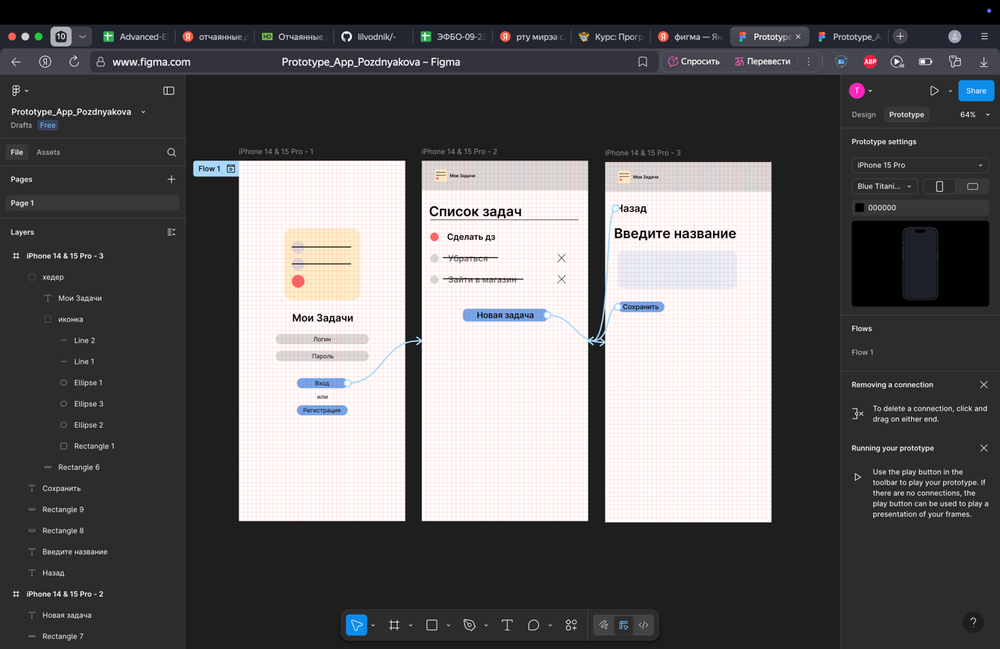 10
Advanced-E
отчаянные д
HD Отчаянные
lilvodnik/-
ЭФБО-09-23
рту мирэа с
Курс: Прогр
фигма — Ян
Prototype
Prototype_A
www.figma.com
Prototype_App_Pozdnyakova – Figma
Спросить
Перевести
ABP
Prototype_App_Pozdnyakova
Drafts Free
File Assets
Pages
Page 1
Layers
iPhone 14 & 15 Pro - 3
хедер
Мои Задачи
иконка
Line 2
Line 1
Ellipse 1
Ellipse 3
Ellipse 2
Rectangle 1
Rectangle 6
Сохранить
Rectangle 9
Rectangle 8
Введите название
Назад
iPhone 14 & 15 Pro - 2
Новая задача
Rectangle 7
Flow 1
iPhone 14 & 15 Pro - 1
Мои Задачи
Логин
Пароль
Вход
или
Регистрация
iPhone 14 & 15 Pro - 2
Мои Задачи
Список задач
Сделать дз
Убраться
Зайти в магазин
Новая задача
iPhone 14 & 15 Pro - 3
Мои Задачи
Назад
Введите название
Сохранить
T
Share
Design Prototype 64%
Prototype settings
iPhone 15 Pro
Blue Titani...
000000
Flows
Flow 1
Removing a connection
To delete a connection, click and
drag on either end.
Running your prototype
Use the play button in the
toolbar to play your prototype. If
there are no connections, the
play button can be used to play a
presentation of your frames.
?